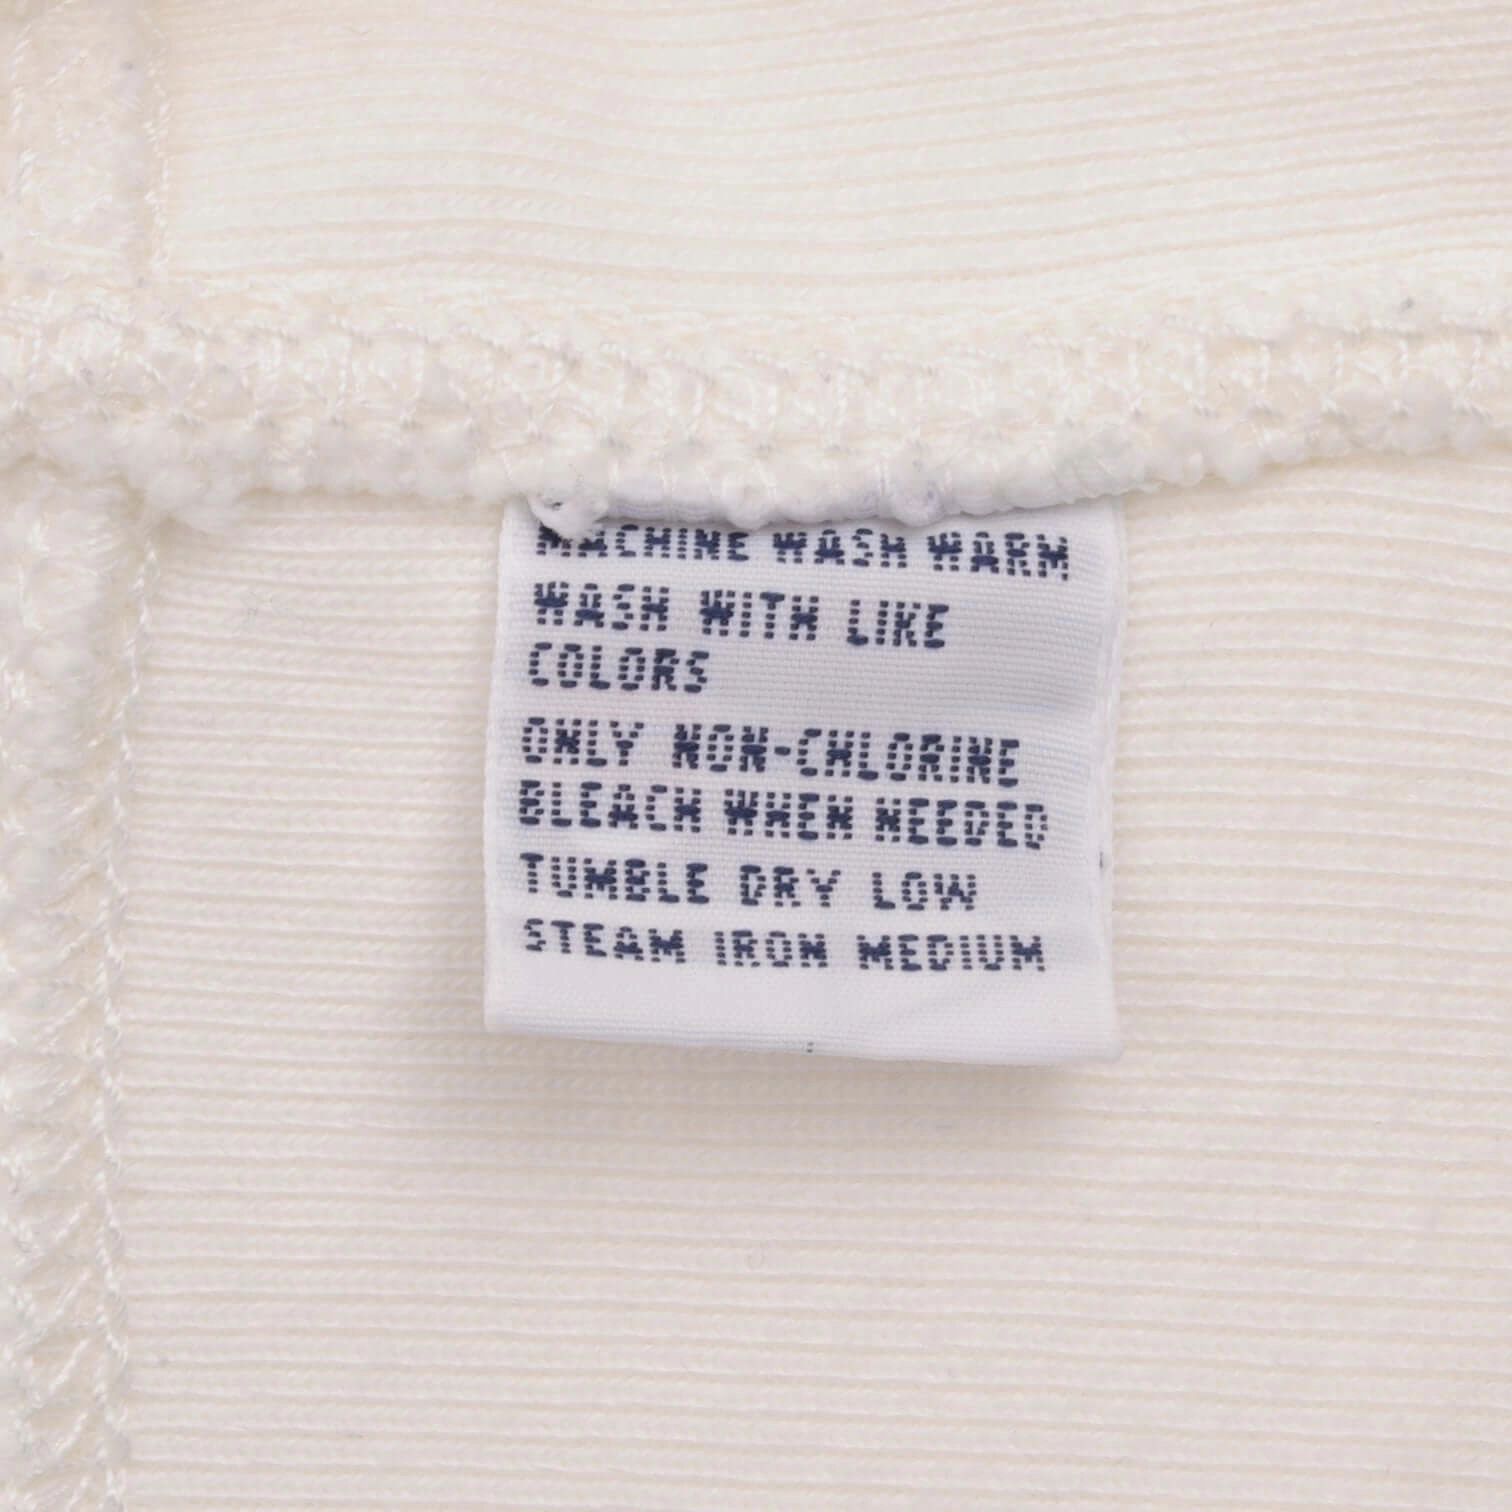 MACHINE WASH WARM
WASH WITH LIKE
COLORS
ONLY NON-CHLORINE
BLEACH WHEN NEEDED
TUMBLE DRY LOW
STEAM IRON MEDIUM